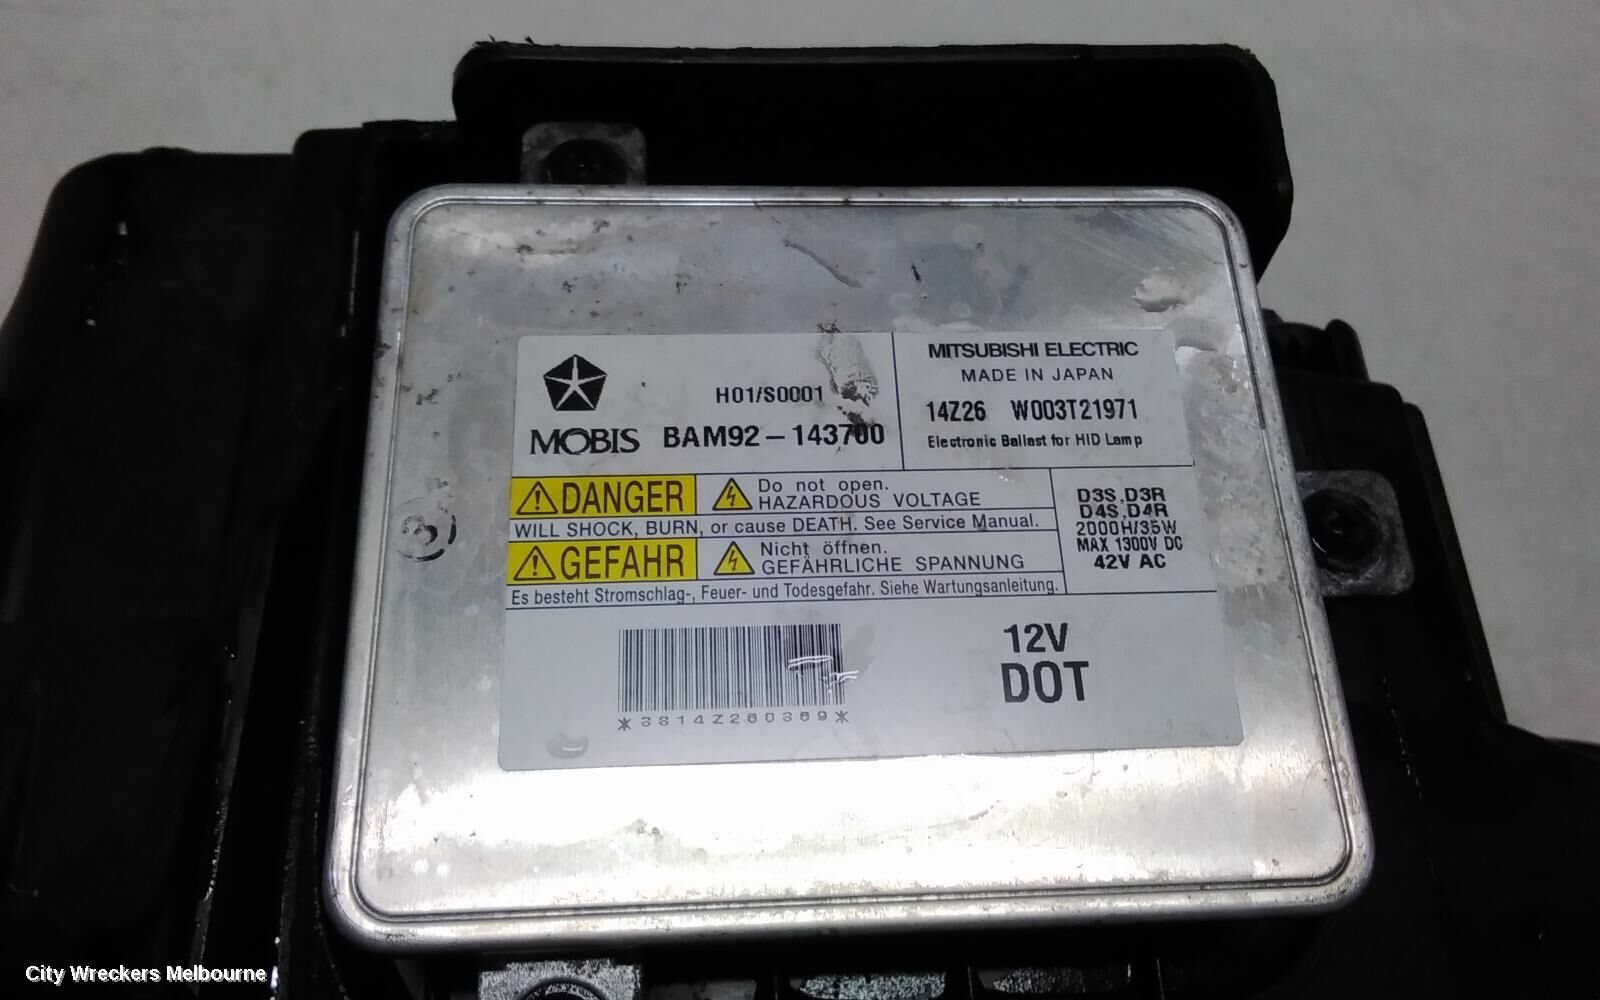 H01/S0001
MOBIS BAM92-143700
MITSUBISHI ELECTRIC
MADE IN JAPAN
14Z26 W003T21971
Electronic Ballast for HID Lamp
DANGER
Do not open.
HAZARDOUS VOLTAGE
WILL SHOCK, BURN, or cause DEATH. See Service Manual.
GEFAHR
Nicht öffnen.
GEFÄHRLICHE SPANNUNG
Es besteht Stromschlag-, Feuer- und Todesgefahr. Siehe Wartungsanleitung.
D3S,D3R
D4S,D4R
2000H/35W
MAX 1300V DC
42V AC
*3S14Z260369*
12V
DOT
City Wreckers Melbourne